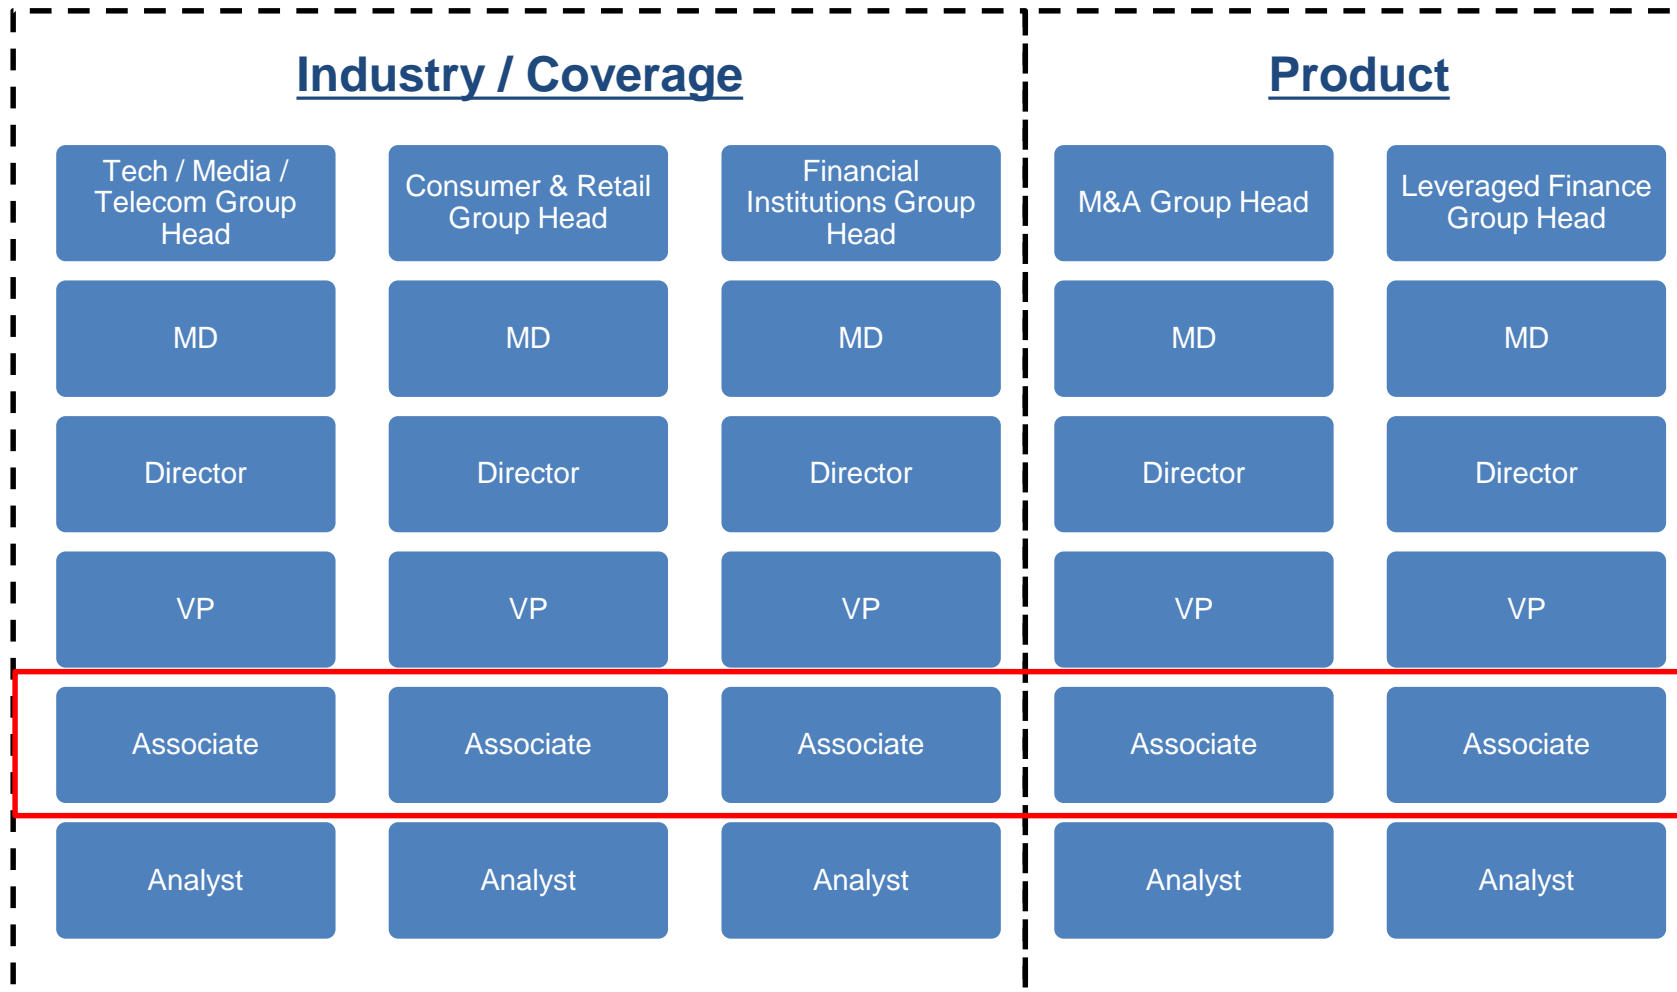 Industry / Coverage
Product
Tech / Media /
Telecom Group
Head
Consumer & Retail
Group Head
Financial
Institutions Group
Head
M&A Group Head
Leveraged Finance
Group Head
MD
MD
MD
MD
MD
Director
Director
Director
Director
Director
VP
VP
VP
VP
VP
Associate
Associate
Associate
Associate
Associate
Analyst
Analyst
Analyst
Analyst
Analyst